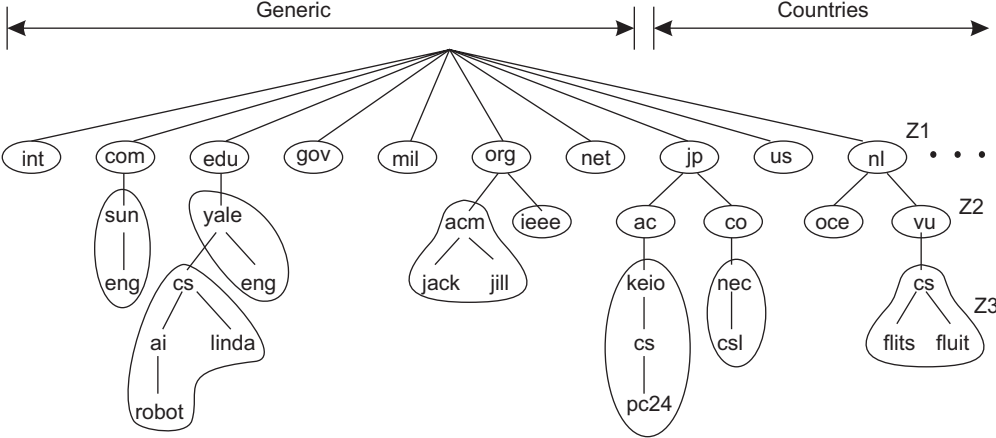 Generic Countries
Z1
int com edu gov mil org net jp us nl • • •
sun yale acm ieee ac co oce vu Z2
eng cs eng jack jill keio nec cs
Z3
ai linda cs csl flits fluit
robot pc24